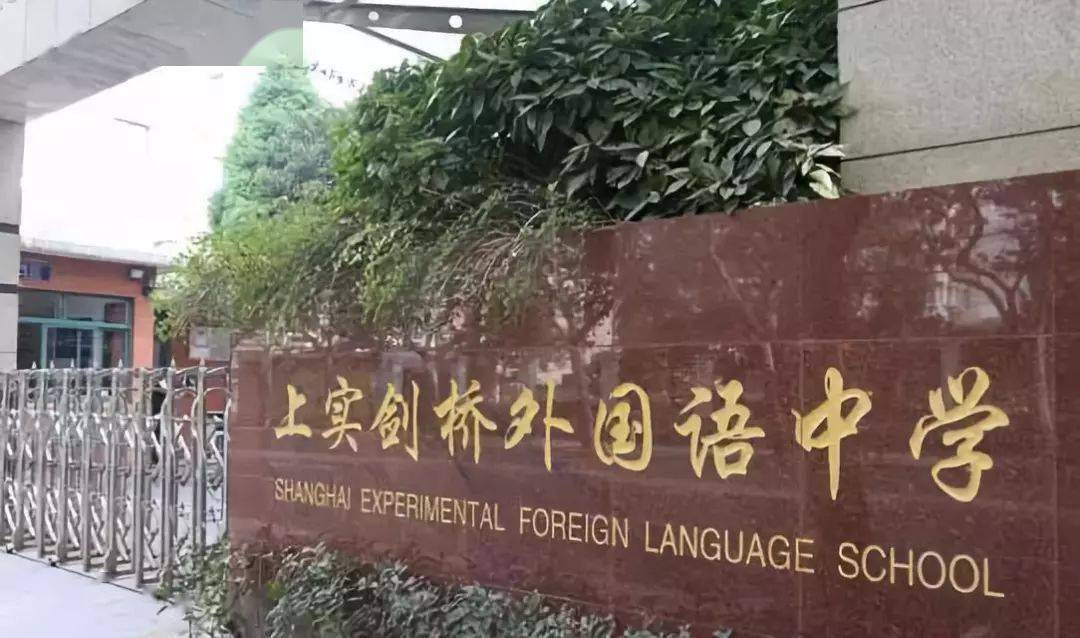 上实剑桥外国语中学
SHANGHAI EXPERIMENTAL FOREIGN LANGUAGE SCHOOL